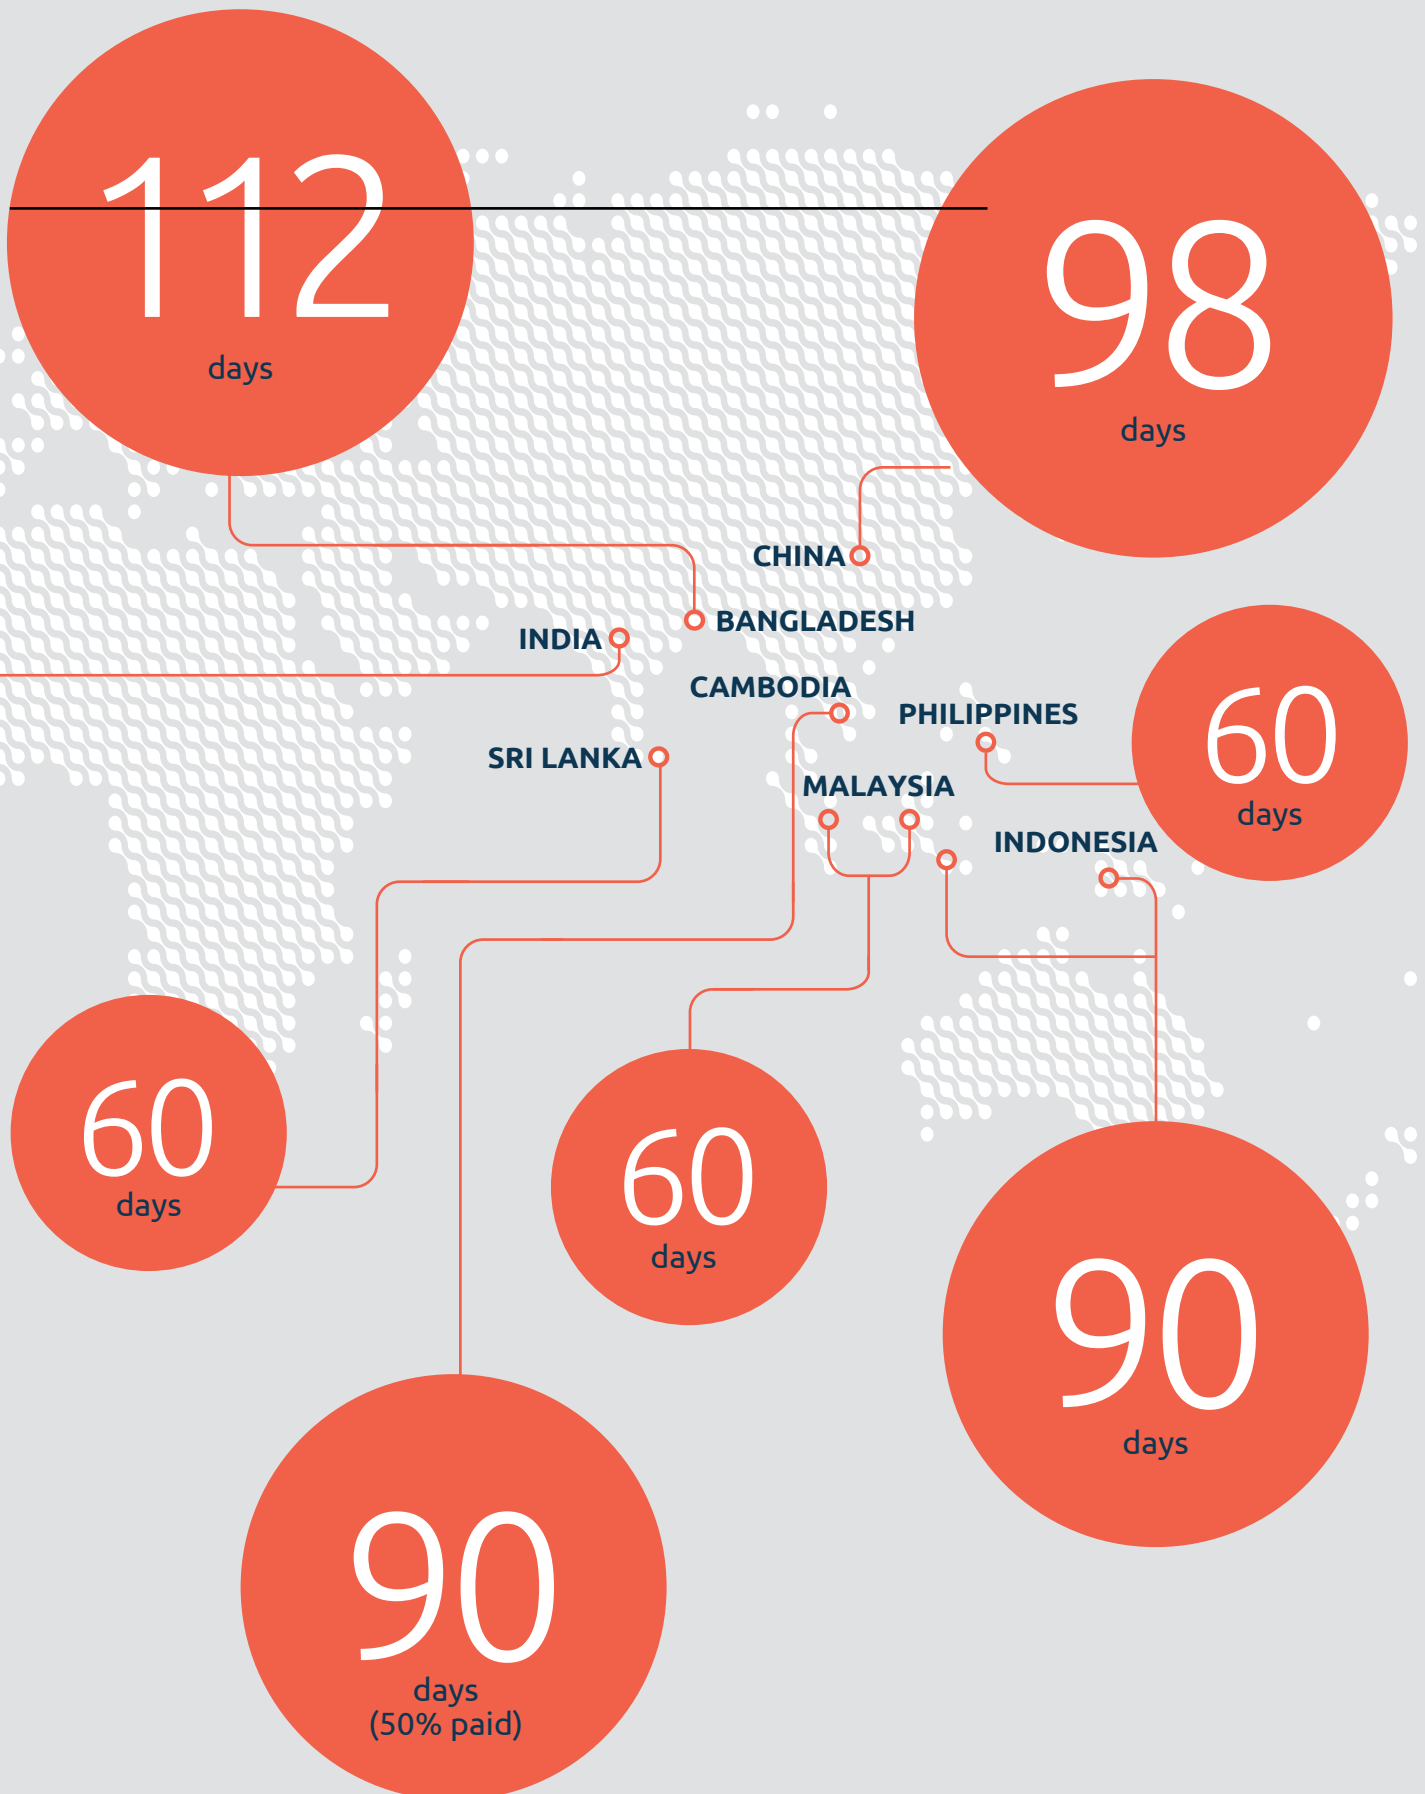 112
days
98
days
CHINA
BANGLADESH
INDIA
CAMBODIA
PHILIPPINES
60
days
SRI LANKA
MALAYSIA
INDONESIA
60
days
60
days
90
days
90
days
(50% paid)